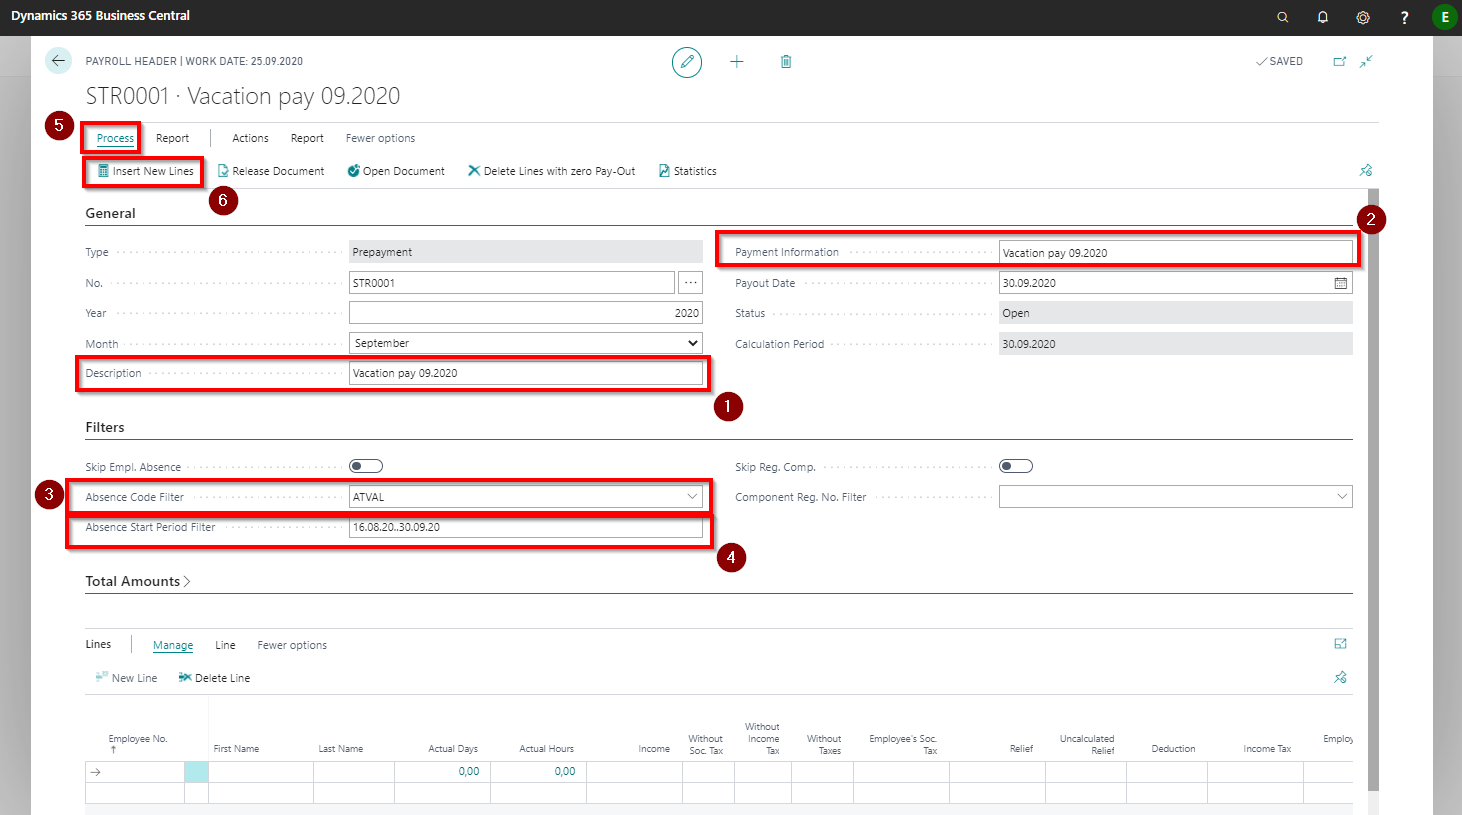 Dynamics 365 Business Central
?
E
PAYROLL HEADER | WORK DATE: 25.09.2020
SAVED
STR0001 · Vacation pay 09.2020
5
Process
Report
Actions
Report
Fewer options
Insert New Lines
Release Document
Open Document
Delete Lines with zero Pay-Out
Statistics
6
General
2
Type
Prepayment
Payment Information
Vacation pay 09.2020
No.
STR0001
...
Payout Date
30.09.2020
Year
2020
Status
Open
Month
September
Calculation Period
30.09.2020
Description
Vacation pay 09.2020
1
Filters
Skip Empl. Absence
Skip Reg. Comp.
3
Absence Code Filter
ATVAL
Component Reg. No. Filter
Absence Start Period Filter
16.08.20..30.09.20
4
Total Amounts
Lines
Manage
Line
Fewer options
New Line
Delete Line
Employee No.
First Name
Last Name
Actual Days
Actual Hours
Income
Without
Soc. Tax
Without
Income
Tax
Without
Taxes
Employee's Soc.
Tax
Relief
Uncalculated
Relief
Deduction
Income Tax
Employ
0,00
0,00